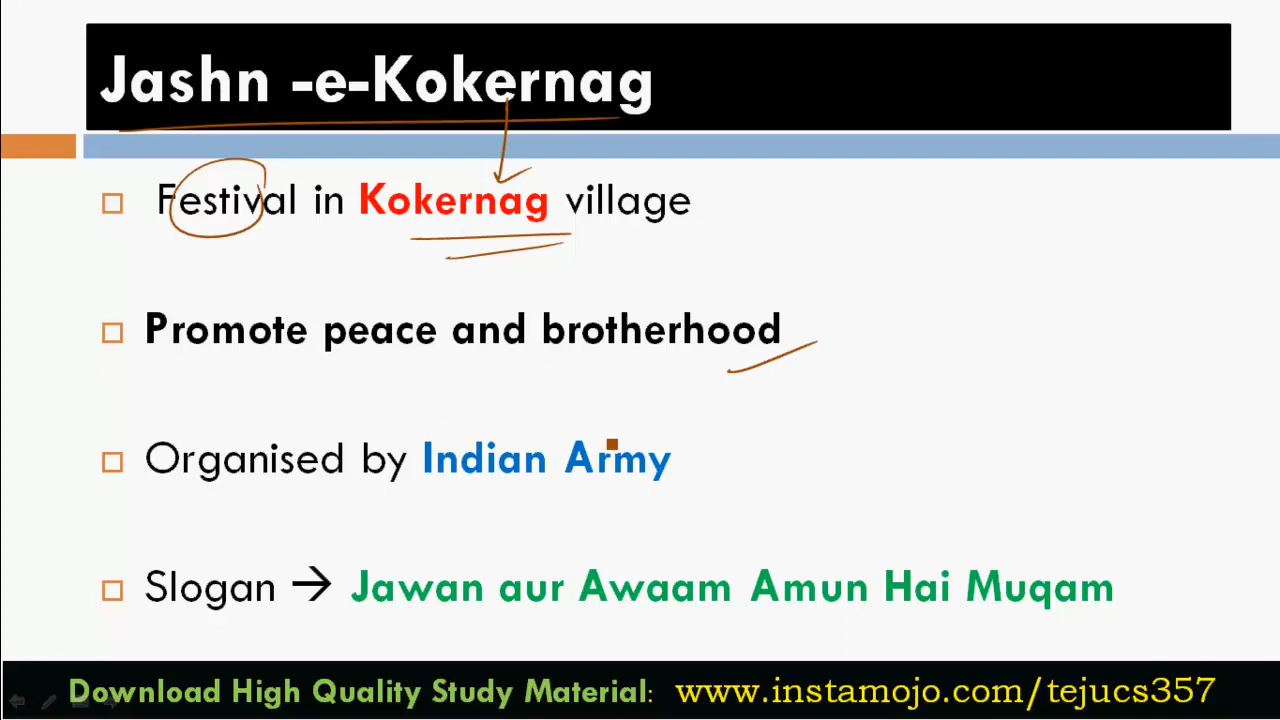 Jashn -e-Kokernag
Festival in Kokernag village
Promote peace and brotherhood
Organised by Indian Army
Slogan → Jawan aur Awaam Amun Hai Muqam
Download High Quality Study Material: www.instamojo.com/tejucs357